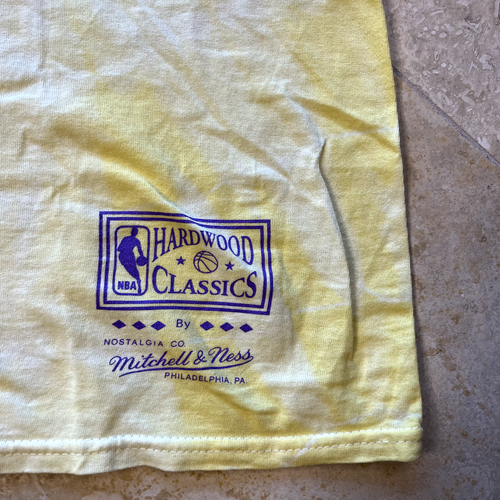 HARDWOOD
NBA CLASSICS
By
NOSTALGIA CO.
Mitchell & Ness
PHILADELPHIA, PA.